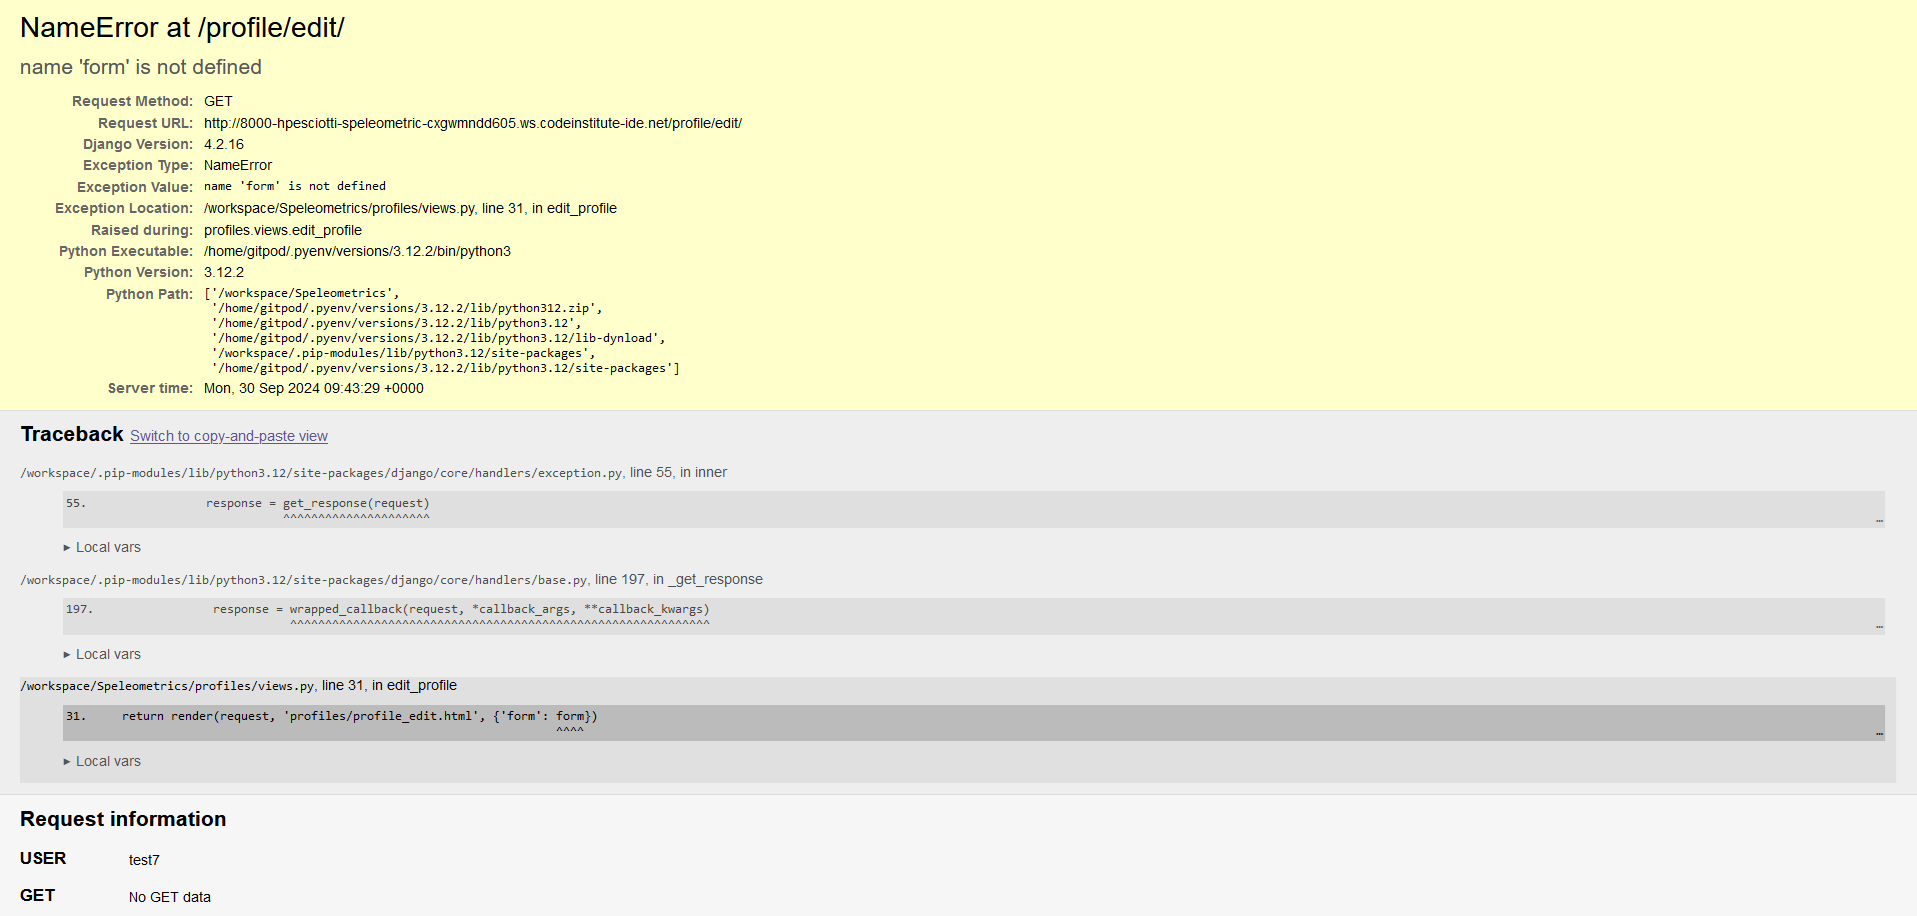 NameError at /profile/edit/
name 'form' is not defined
Request Method: GET
Request URL: http://8000-hpesciotti-speleometric-cxgwmndd605.ws.codeinstitute-ide.net/profile/edit/
Django Version: 4.2.16
Exception Type: NameError
Exception Value: name 'form' is not defined
Exception Location: /workspace/Speleometrics/profiles/views.py, line 31, in edit_profile
Raised during: profiles.views.edit_profile
Python Executable: /home/gitpod/.pyenv/versions/3.12.2/bin/python3
Python Version: 3.12.2
Python Path: ['/workspace/Speleometrics',
'/home/gitpod/.pyenv/versions/3.12.2/lib/python312.zip',
'/home/gitpod/.pyenv/versions/3.12.2/lib/python3.12',
'/home/gitpod/.pyenv/versions/3.12.2/lib/python3.12/lib-dynload',
'/workspace/.pip-modules/lib/python3.12/site-packages',
'/home/gitpod/.pyenv/versions/3.12.2/lib/python3.12/site-packages']
Server time: Mon, 30 Sep 2024 09:43:29 +0000
Traceback Switch to copy-and-paste view
/workspace/.pip-modules/lib/python3.12/site-packages/django/core/handlers/exception.py, line 55, in inner
55. response = get_response(request)
^^^^^^^^^^^^^^^^^^^^^
…
▶ Local vars
/workspace/.pip-modules/lib/python3.12/site-packages/django/core/handlers/base.py, line 197, in _get_response
197. response = wrapped_callback(request, *callback_args, **callback_kwargs)
^^^^^^^^^^^^^^^^^^^^^^^^^^^^^^^^^^^^^^^^^^^^^^^^^^^^^^^^^^^^
…
▶ Local vars
/workspace/Speleometrics/profiles/views.py, line 31, in edit_profile
31. return render(request, 'profiles/profile_edit.html', {'form': form})
^^^^
…
▶ Local vars
Request information
USER test7
GET No GET data